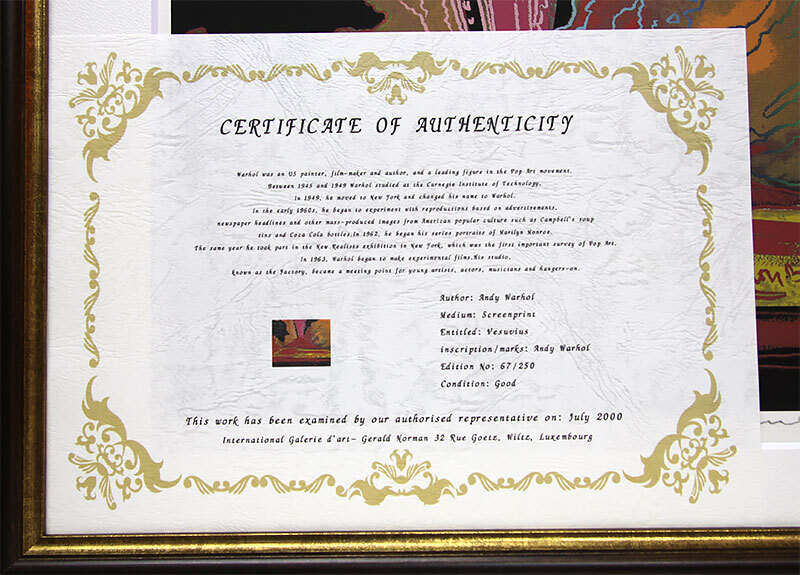 CERTIFICATE OF AUTHENTICITY
Warhol was an US painter, film-maker and author, and a leading figure in the Pop Art movement.
Between 1945 and 1949 Warhol studied at the Carnegie Institute of Technology.
In 1949, he moved to New York and changed his name to Warhol.
In the early 1960s, he began to experiment with reproductions based on adverstrements,
newspaper headlines and other mass-produced images from American popular culture such as Campbell's soup
tins and Coca Cola bottles.In 1962, he began his series portraits of Marilyn Monroe.
The same year he took part in the New Realists exhibition in New York, which was the first important survey of Pop Art.
In 1963, Warhol began to make experimental films.His studio,
known as the Factory, became a meeting point for young artists, actors, musicians and hangers-on.
Author: Andy Warhol
Medium: Screenprint
Entitled: Vesuvius
inscription/marks: Andy Warhol
Edition No: 67/250
Condition: Good
This work has been examined by our authorised representative on: July 2000
International Galerie d'art- Gerald Norman 32 Rue Goetz, Wiltz, Luxembourg